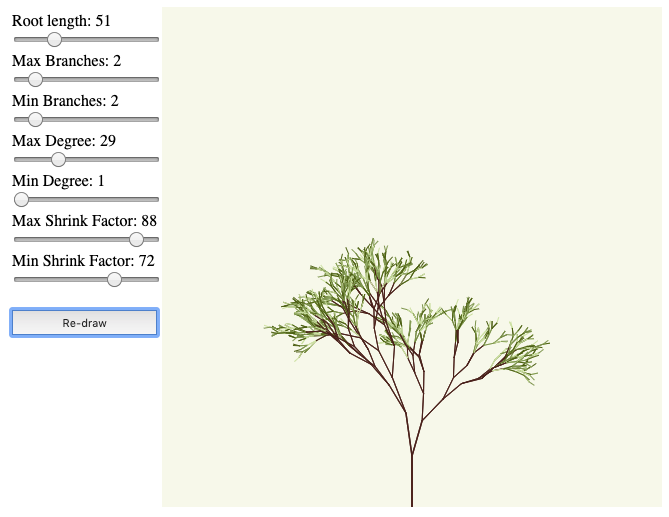 Root length: 51
Max Branches: 2
Min Branches: 2
Max Degree: 29
Min Degree: 1
Max Shrink Factor: 88
Min Shrink Factor: 72
Re-draw